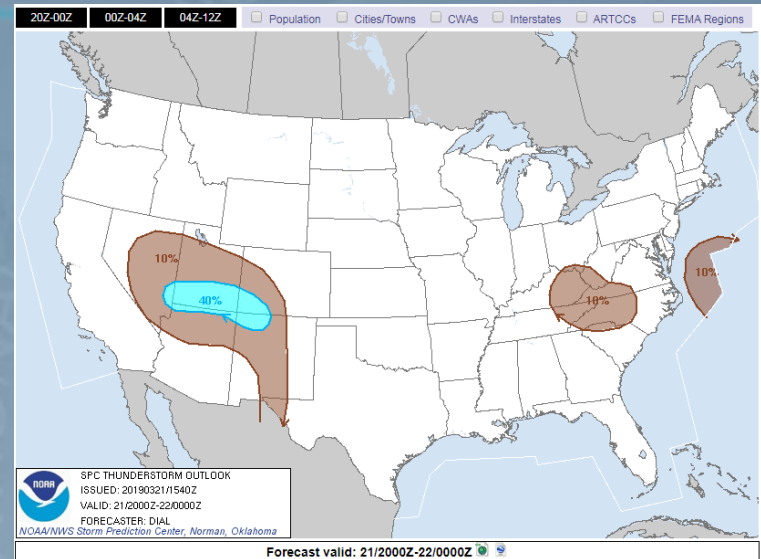 20Z-00Z 00Z-04Z 04Z-12Z Population Cities/Towns CWAs Interstates ARTCCs FEMA Regions
10%
40%
10%
10%
NOAA
SPC THUNDERSTORM OUTLOOK
ISSUED: 20190321/1540Z
VALID: 21/2000Z-22/0000Z
FORECASTER: DIAL
NOAA/NWS Storm Prediction Center, Norman, Oklahoma
Forecast valid: 21/2000Z-22/0000Z